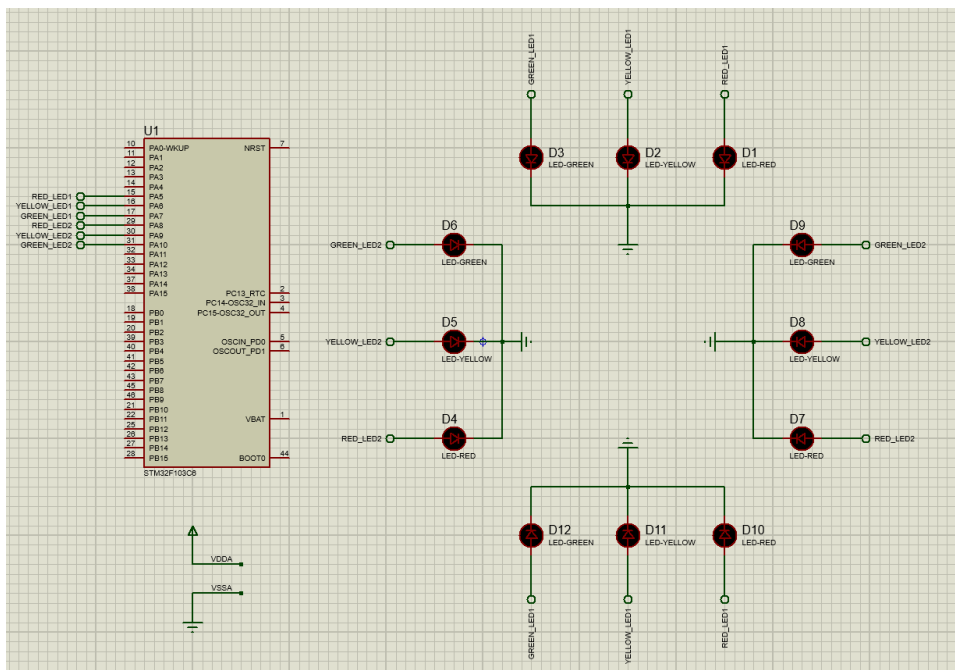 GREEN_LED1
YELLOW_LED1
RED_LED1
U1
10 PA0-WKUP NRST 7
11 PA1
12 PA2
13 PA3
14 PA4
RED_LED1 15 PA5
YELLOW_LED1 16 PA6
GREEN_LED1 17 PA7
RED_LED2 29 PA8
YELLOW_LED2 30 PA9
GREEN_LED2 31 PA10
32 PA11
33 PA12
34 PA13
37 PA14
38 PA15
PC13_RTC 2
PC14-OSC32_IN 3
PC15-OSC32_OUT 4
18 PB0
19 PB1
20 PB2
39 PB3
40 PB4
41 PB5
42 PB6
43 PB7
45 PB8
46 PB9
21 PB10
22 PB11
25 PB12
26 PB13
27 PB14
28 PB15
OSCIN_PD0 5
OSCOUT_PD1 6
VBAT 1
BOOT0 44
STM32F103C6
VDDA
VSSA
D3
LED-GREEN
D2
LED-YELLOW
D1
LED-RED
D6
GREEN_LED2
LED-GREEN
D9
GREEN_LED2
LED-GREEN
D5
YELLOW_LED2
LED-YELLOW
D8
YELLOW_LED2
LED-YELLOW
D4
RED_LED2
LED-RED
D7
RED_LED2
LED-RED
D12
LED-GREEN
D11
LED-YELLOW
D10
LED-RED
GREEN_LED1
YELLOW_LED1
RED_LED1